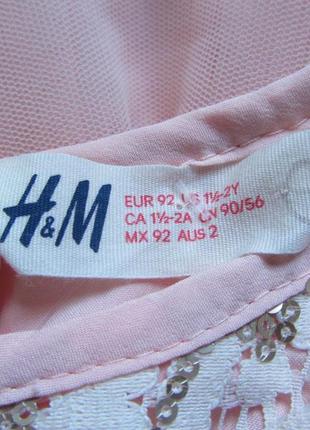 H&M
EUR 92 US 1½-2Y
CA 1½-2A CN 90/56
MX 92 AUS 2